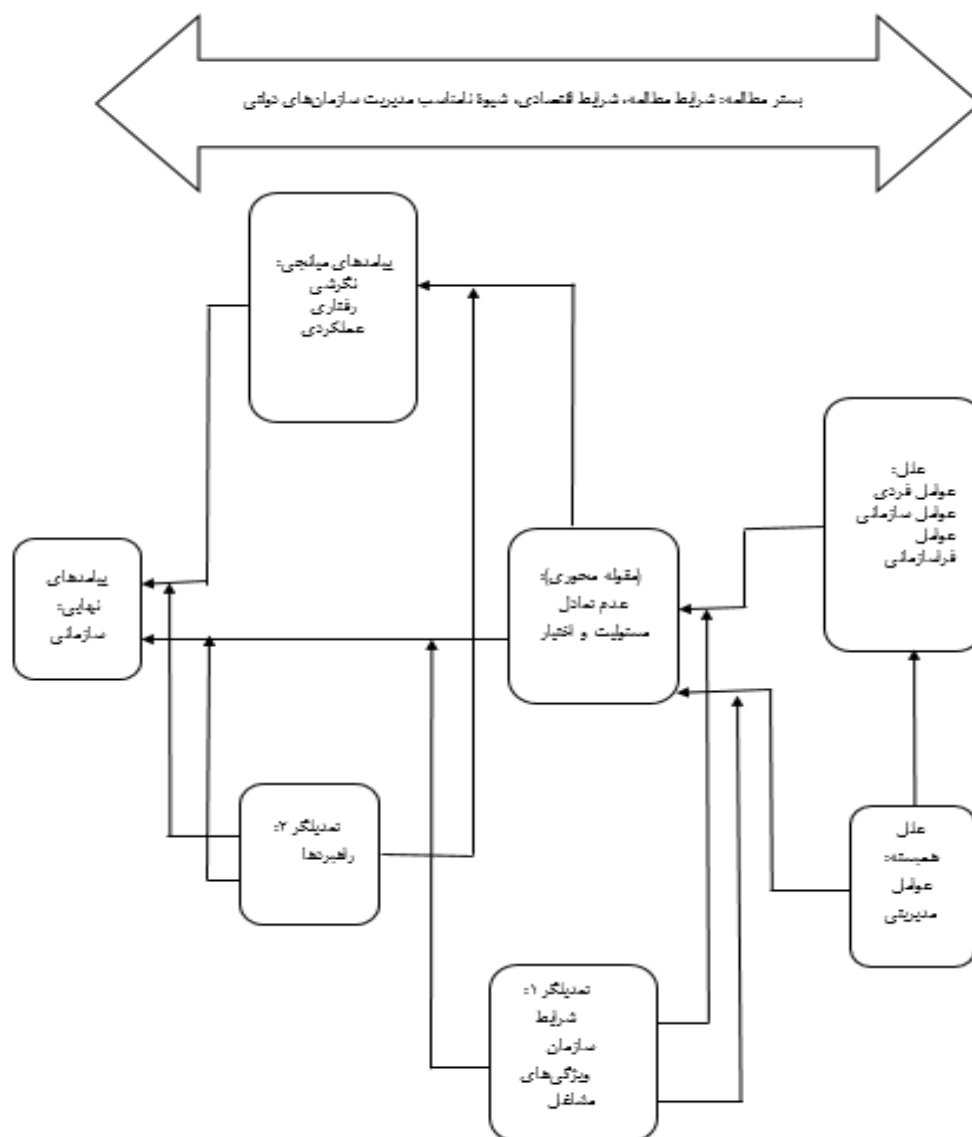 بستر مطالعه: شرایط مطالعه، شرایط اقتصادی، شیوهٔ نامناسب مدیریت سازمان‌های دولتی
پیامدهای میانجی:
نگرشی
رفتاری
عملکردی
علل:
عوامل فردی
عوامل سازمانی
عوامل
فراسازمانی
(مقوله محوری):
عدم تعادل
مسئولیت و اختیار
پیامدهای
نهایی:
سازمانی
تعدیلگر ۲:
راهبردها
علل
همبسته:
عوامل
مدیریتی
تعدیلگر ۱:
شرایط
سازمان
ویژگی‌های
مشاغل